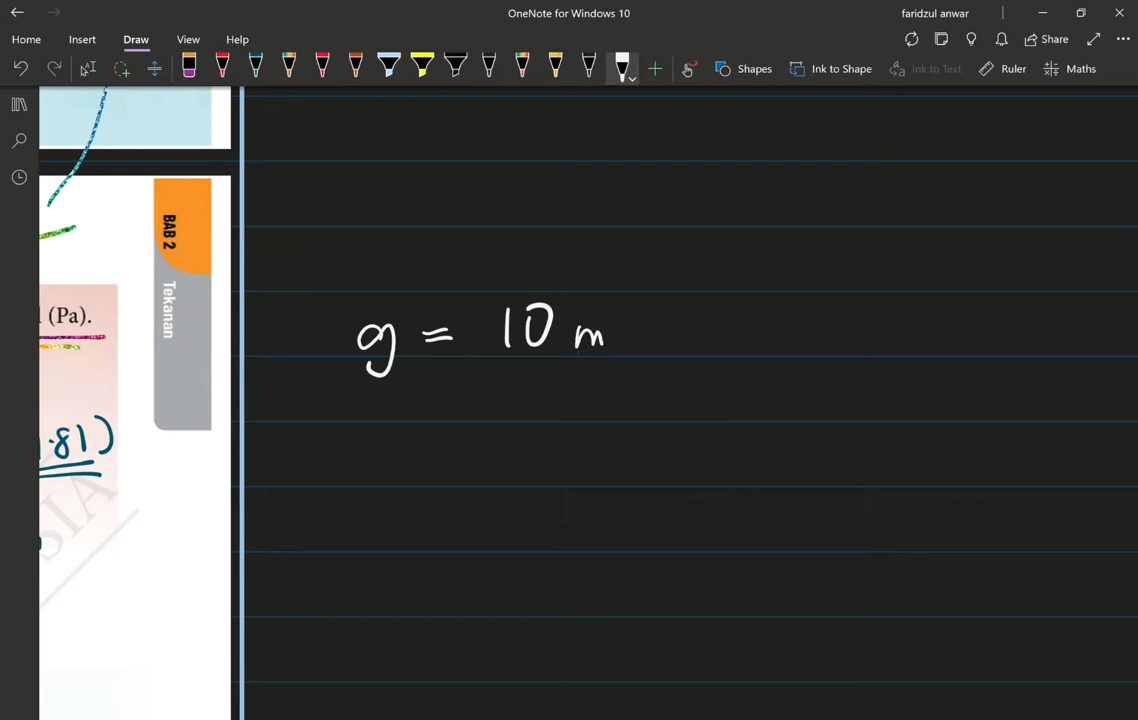 OneNote for Windows 10
faridzul anwar
Home Insert Draw View Help
Share
Shapes Ink to Shape Ink to Text Ruler Maths
BAB 2
Tekanan
l (Pa).
.81)
SIA
g = 10 m